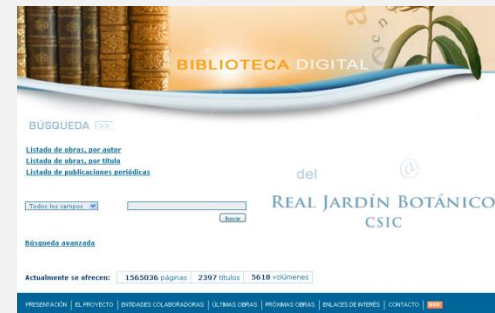 BIBLIOTECA DIGITAL
BÚSQUEDA >>
Listado de obras, por autor
Listado de obras, por título
Listado de publicaciones periódicas
del
@
REAL JARDÍN BOTÁNICO
CSIC
Todos los campos
Buscar
Búsqueda avanzada
Actualmente se ofrecen: 1565036 páginas 2397 títulos 5618 volúmenes
PRESENTACIÓN | EL PROYECTO | ENTIDADES COLABORADORAS | ÚLTIMAS OBRAS | PRÓXIMAS OBRAS | ENLACES DE INTERÉS | CONTACTO |